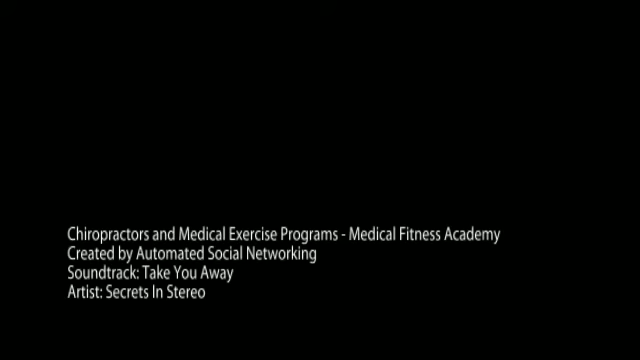 Chiropractors and Medical Exercise Programs - Medical Fitness Academy
Created by Automated Social Networking
Soundtrack: Take You Away
Artist: Secrets In Stereo